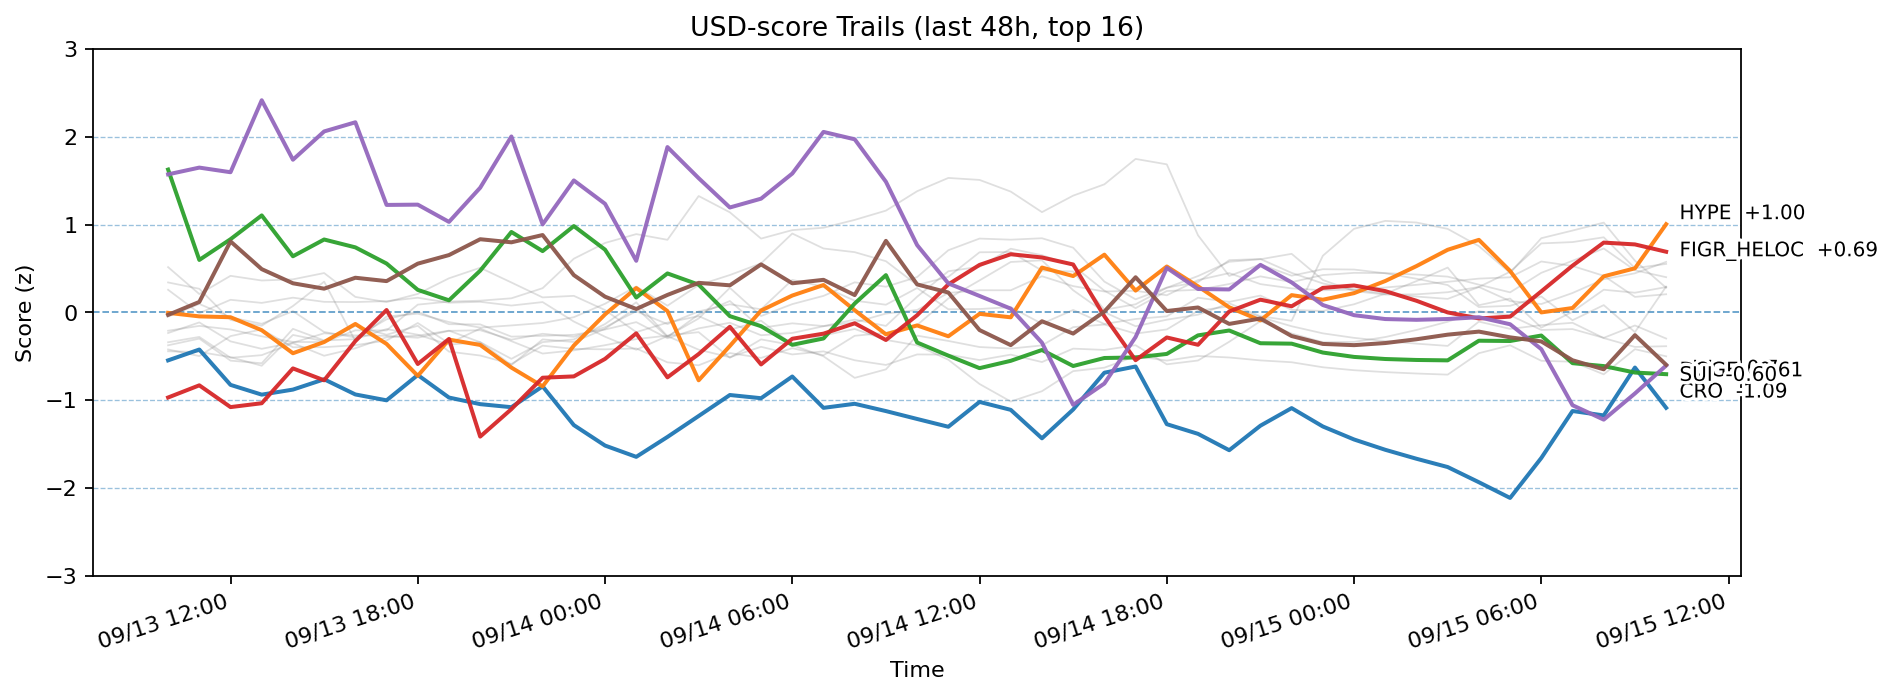 USD-score Trails (last 48h, top 16)
Score (z)
3
2
1
0
−1
−2
−3
HYPE +1.00
FIGR_HELOC +0.69
SUI -0.60
CRO -1.09
09/13 12:00
09/13 18:00
09/14 00:00
09/14 06:00
09/14 12:00
09/14 18:00
09/15 00:00
09/15 06:00
09/15 12:00
Time